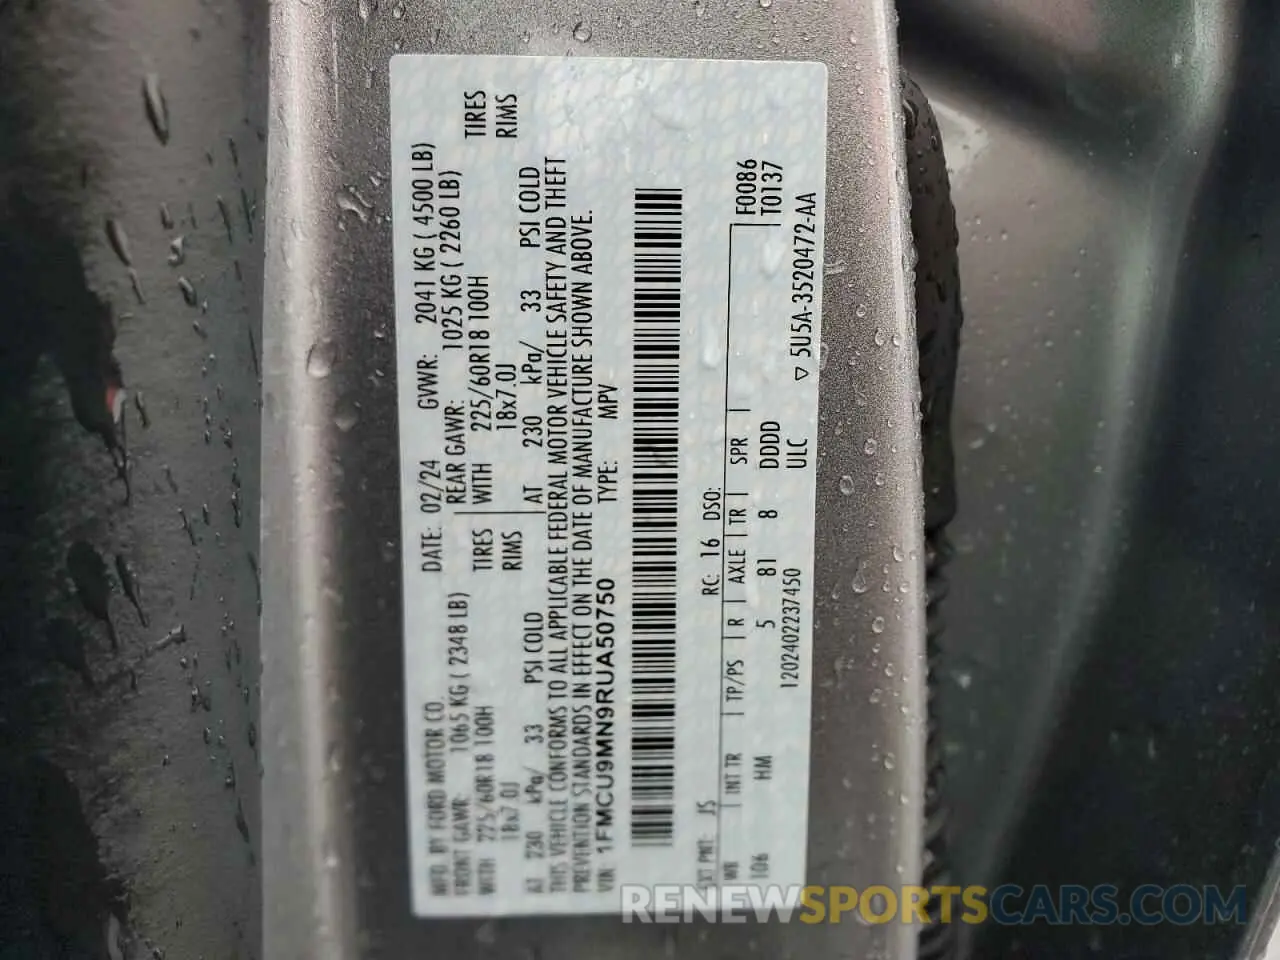 MFD. BY FORD MOTOR CO. DATE: 02/24 GVWR: 2041 KG ( 4500 LB)
FRONT GAWR: 1065 KG ( 2348 LB) REAR GAWR: 1025 KG ( 2260 LB)
WITH 225/60R18 100H TIRES WITH 225/60R18 100H TIRES
18x7.0J RIMS 18x7.0J RIMS
AT 230 kPa/ 33 PSI COLD AT 230 kPa/ 33 PSI COLD
THIS VEHICLE CONFORMS TO ALL APPLICABLE FEDERAL MOTOR VEHICLE SAFETY AND THEFT
PREVENTION STANDARDS IN EFFECT ON THE DATE OF MANUFACTURE SHOWN ABOVE.
VIN: 1FMCU9MN9RUA50750 TYPE: MPV
EXT PNT: JS RC: 16 DSO: F0086
WB INT TR TP/PS R AXLE TR SPR T0137
106 HM 5 81 8 DDDD
1202402237450 ULC ▽ 5U5A-3520472-AA
RENEWSPORTSCARS.COM